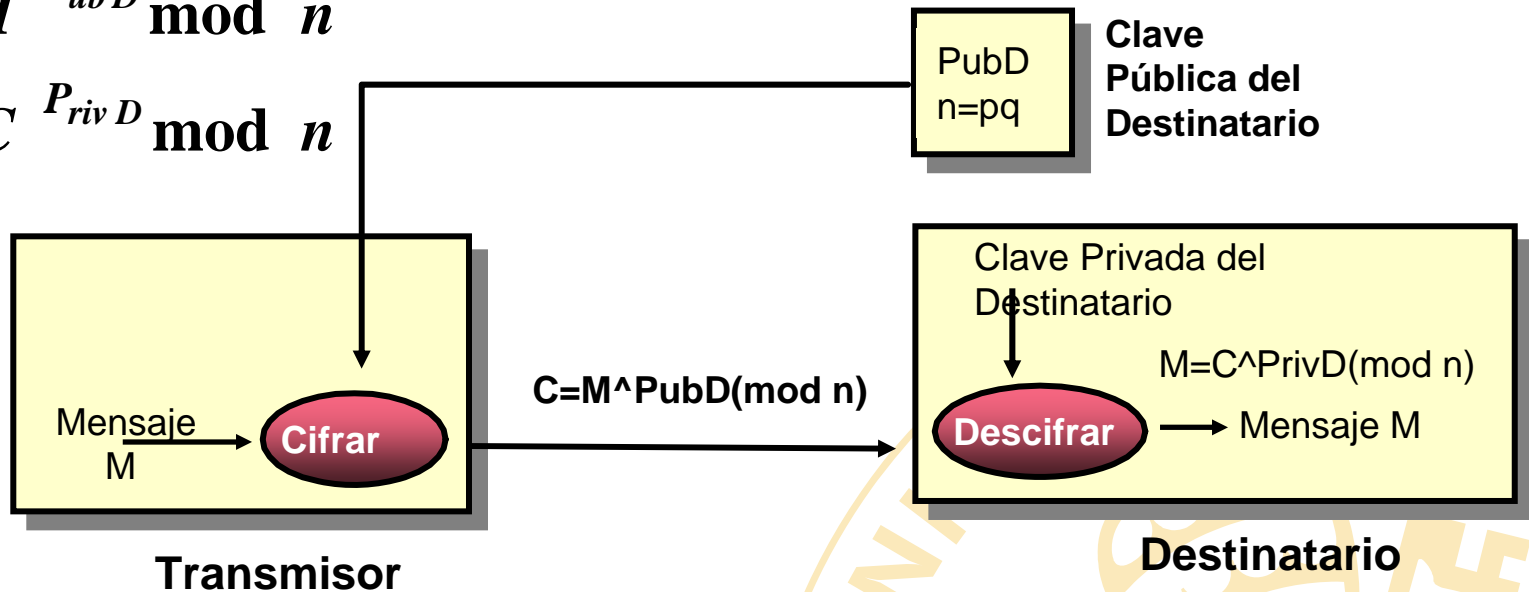 mod n
C P_riv D mod n
PubD
n=pq
Clave
Pública del
Destinatario
Clave Privada del
Destinatario
M=C^PrivD(mod n)
C=M^PubD(mod n)
Mensaje
M
Cifrar
Descifrar
Mensaje M
Transmisor
Destinatario